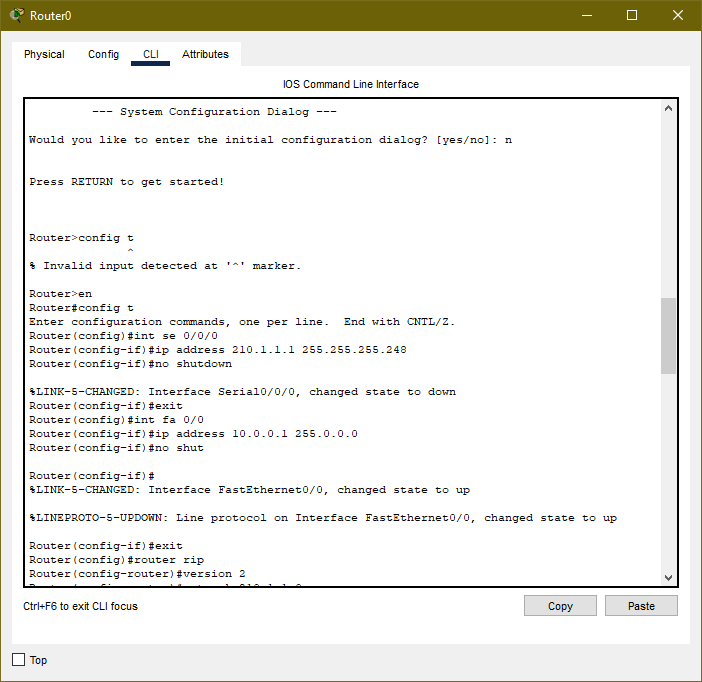 Router0
Physical Config CLI Attributes
IOS Command Line Interface
--- System Configuration Dialog ---
Would you like to enter the initial configuration dialog? [yes/no]: n
Press RETURN to get started!
Router>config t
^
% Invalid input detected at '^' marker.
Router>en
Router#config t
Enter configuration commands, one per line.  End with CNTL/Z.
Router(config)#int se 0/0/0
Router(config-if)#ip address 210.1.1.1 255.255.255.248
Router(config-if)#no shutdown
%LINK-5-CHANGED: Interface Serial0/0/0, changed state to down
Router(config-if)#exit
Router(config)#int fa 0/0
Router(config-if)#ip address 10.0.0.1 255.0.0.0
Router(config-if)#no shut
Router(config-if)#
%LINK-5-CHANGED: Interface FastEthernet0/0, changed state to up
%LINEPROTO-5-UPDOWN: Line protocol on Interface FastEthernet0/0, changed state to up
Router(config-if)#exit
Router(config)#router rip
Router(config-router)#version 2
Ctrl+F6 to exit CLI focus
Copy Paste
Top